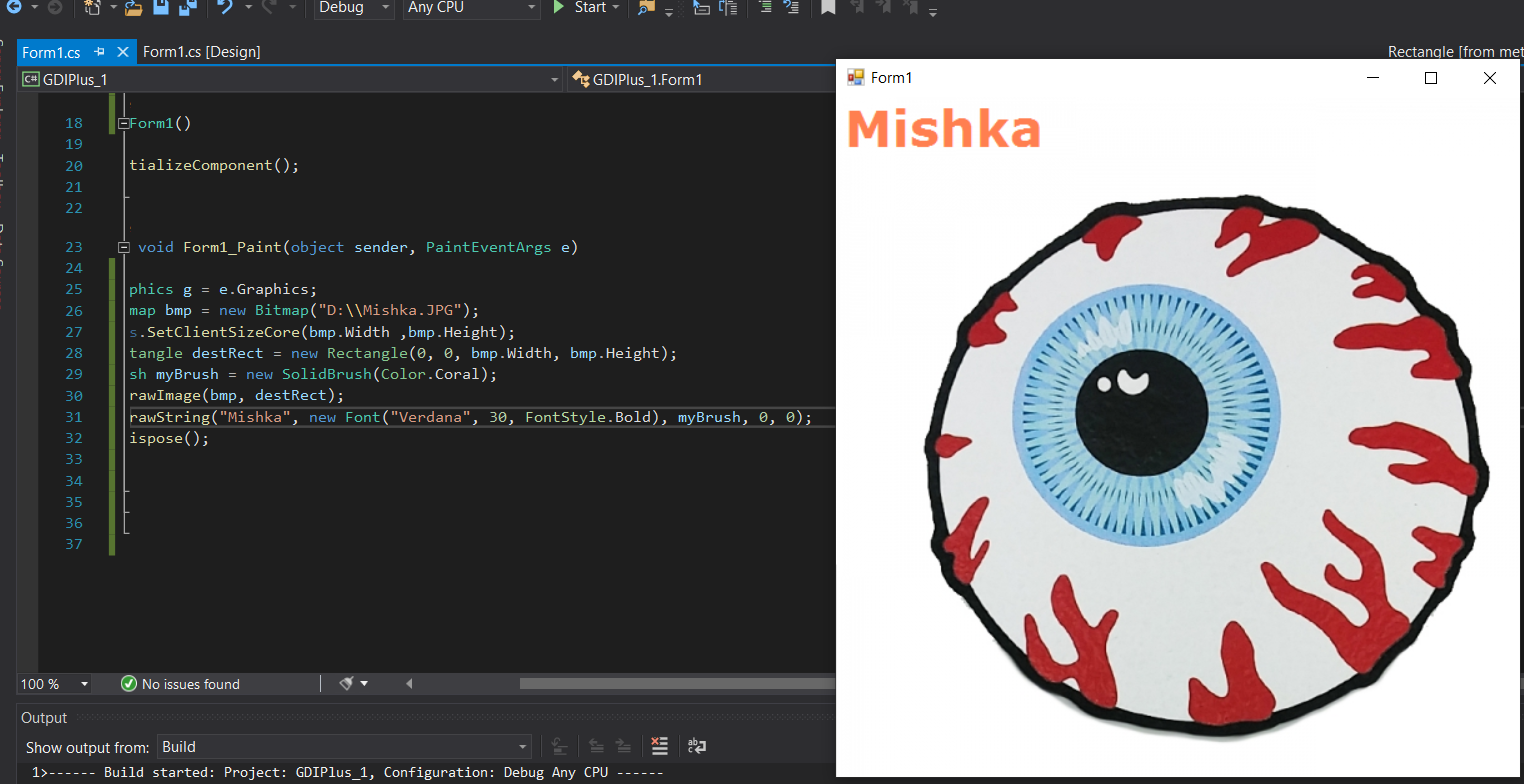 Debug Any CPU Start
Form1.cs Form1.cs [Design]
Rectangle [from met
C# GDIPlus_1 GDIPlus_1.Form1
Form1
Mishka
18 Form1()
19
20 tializeComponent();
21
22
23 void Form1_Paint(object sender, PaintEventArgs e)
24
25 phics g = e.Graphics;
26 map bmp = new Bitmap("D:\\Mishka.JPG");
27 s.SetClientSizeCore(bmp.Width ,bmp.Height);
28 tangle destRect = new Rectangle(0, 0, bmp.Width, bmp.Height);
29 sh myBrush = new SolidBrush(Color.Coral);
30 rawImage(bmp, destRect);
31 rawString("Mishka", new Font("Verdana", 30, FontStyle.Bold), myBrush, 0, 0);
32 ispose();
33
34
35
36
37
100 % No issues found
Output
Show output from: Build
1>------ Build started: Project: GDIPlus_1, Configuration: Debug Any CPU ------